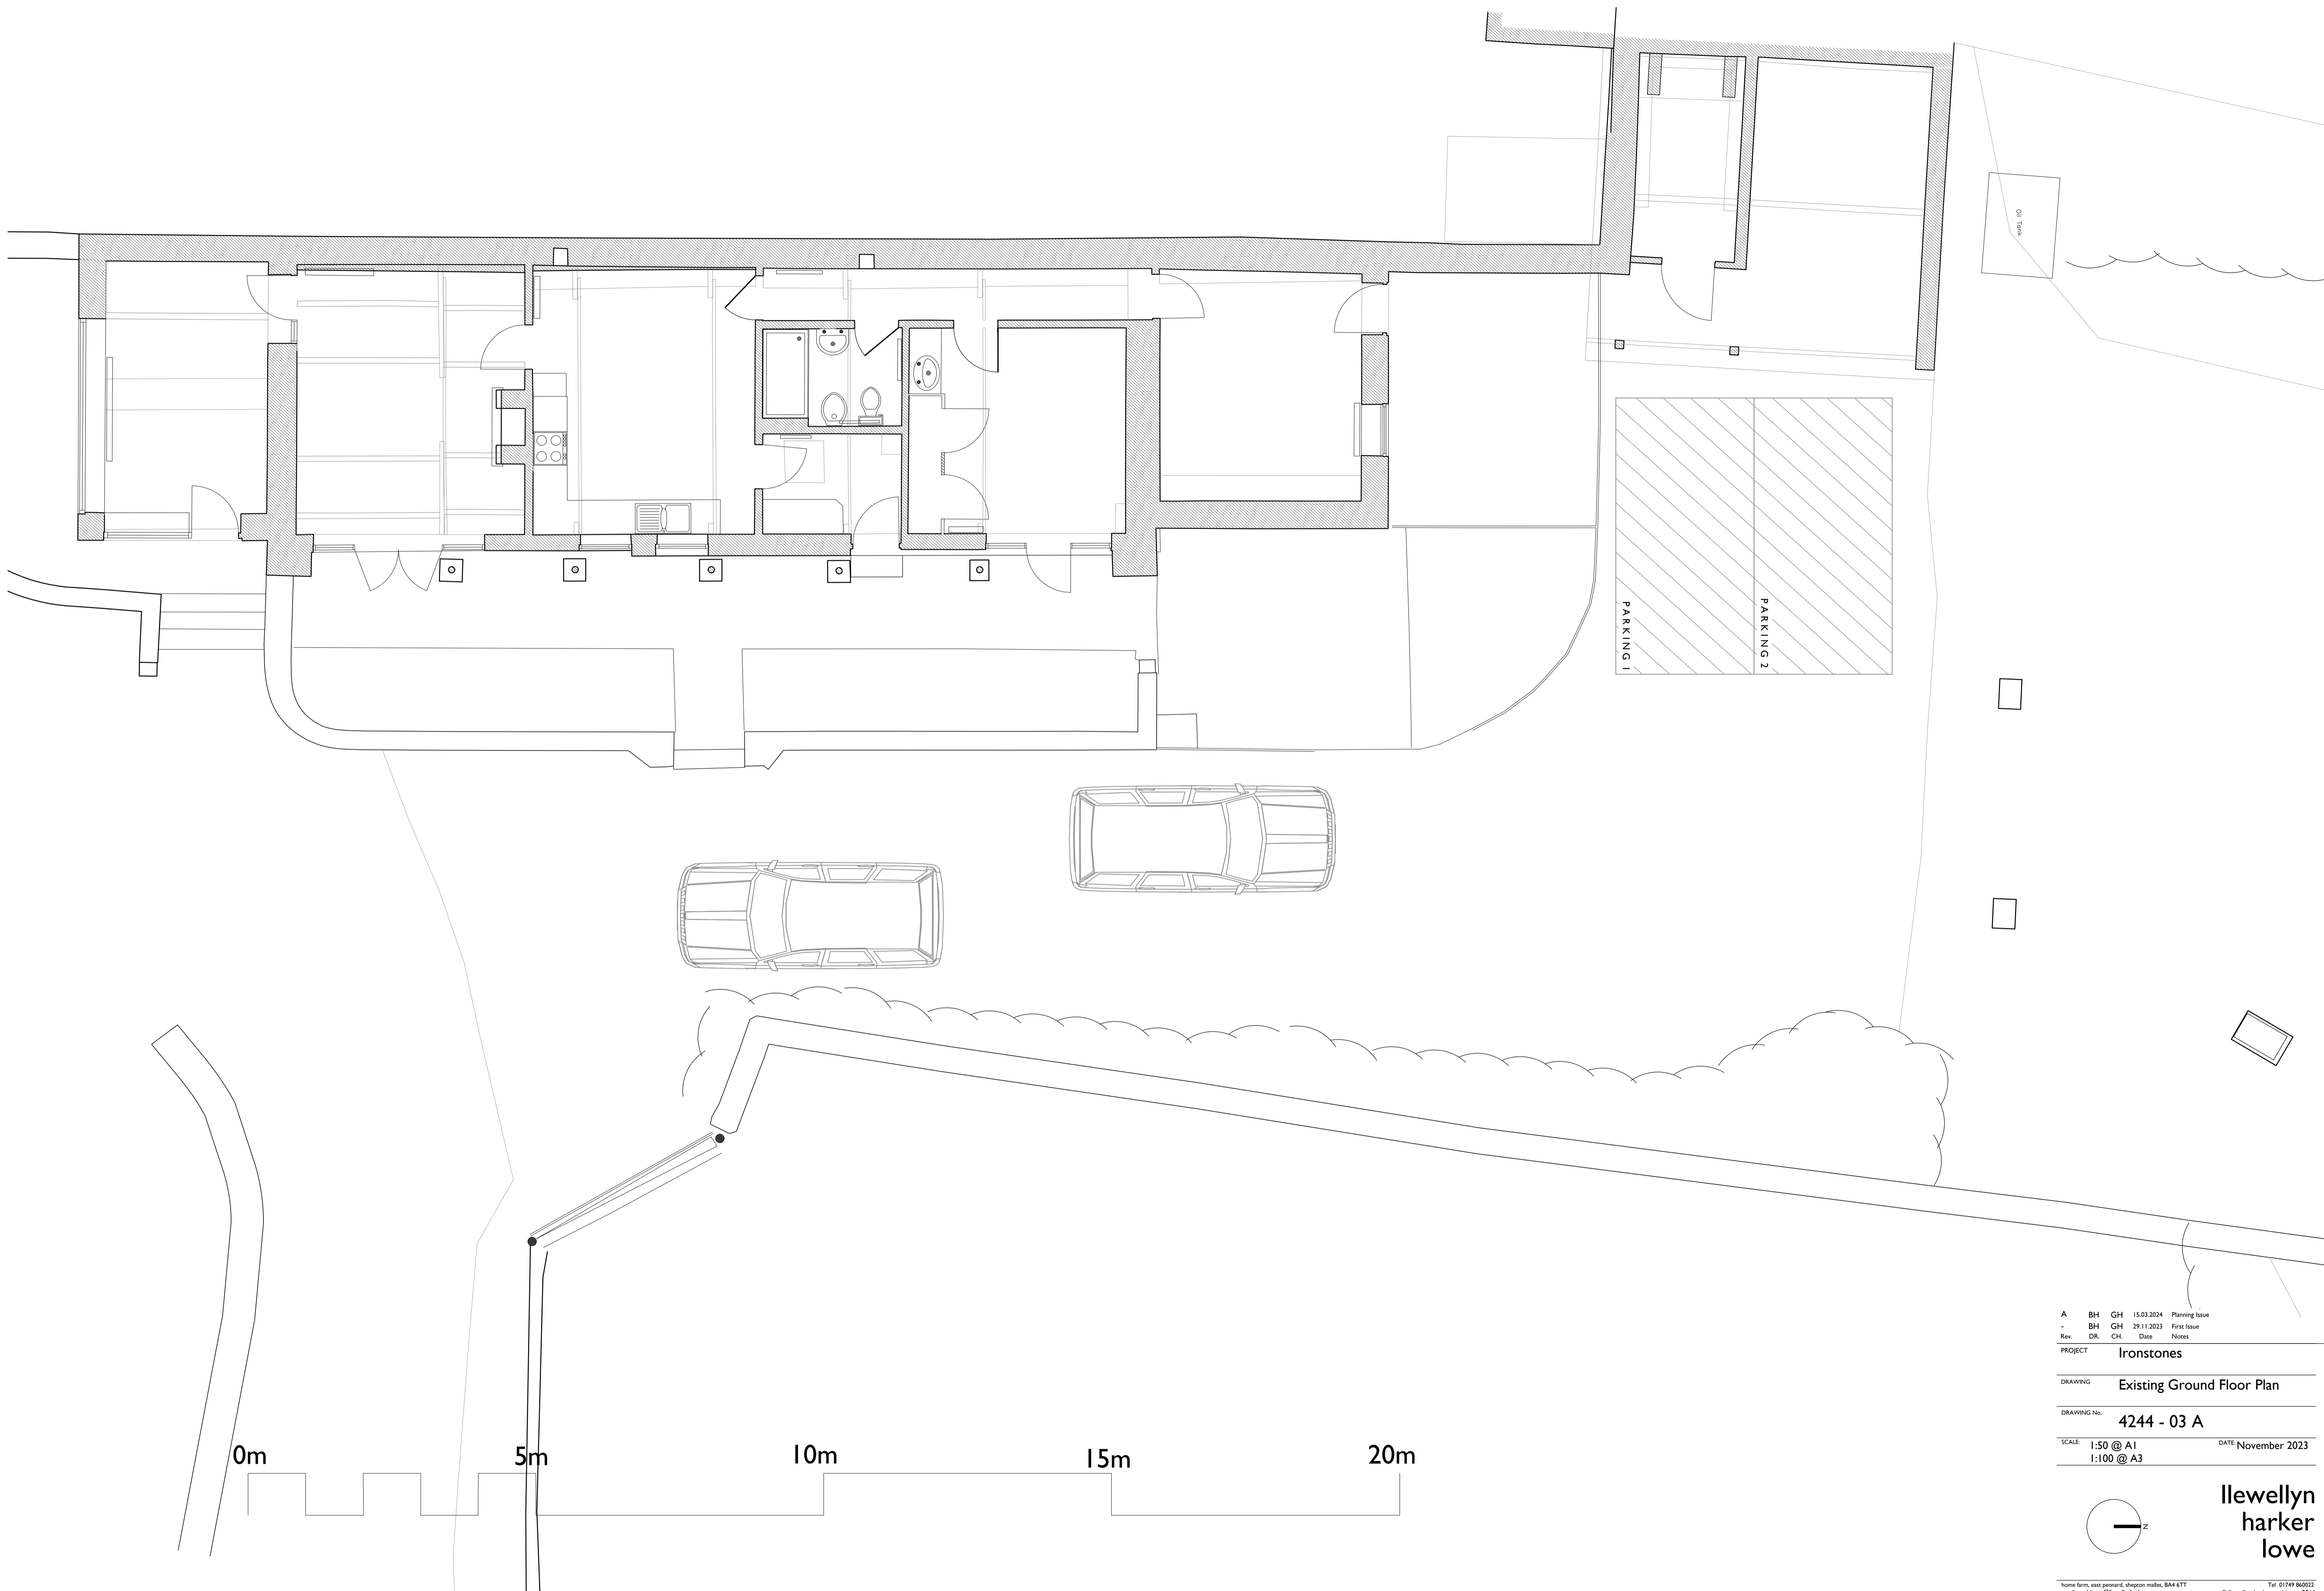 Oil Tank
PARKING 1
PARKING 2
0m 5m 10m 15m 20m
A BH GH 15.03.2024 Planning Issue
- BH GH 29.11.2023 First Issue
Rev. DR. CH. Date Notes
PROJECT Ironstones
DRAWING Existing Ground Floor Plan
DRAWING No. 4244 - 03 A
SCALE: 1:50 @ A1 DATE: November 2023
1:100 @ A3
llewellyn
harker
lowe
N
home farm, east pennard, shepton mallet, BA4 6TT Tel 01749 860022